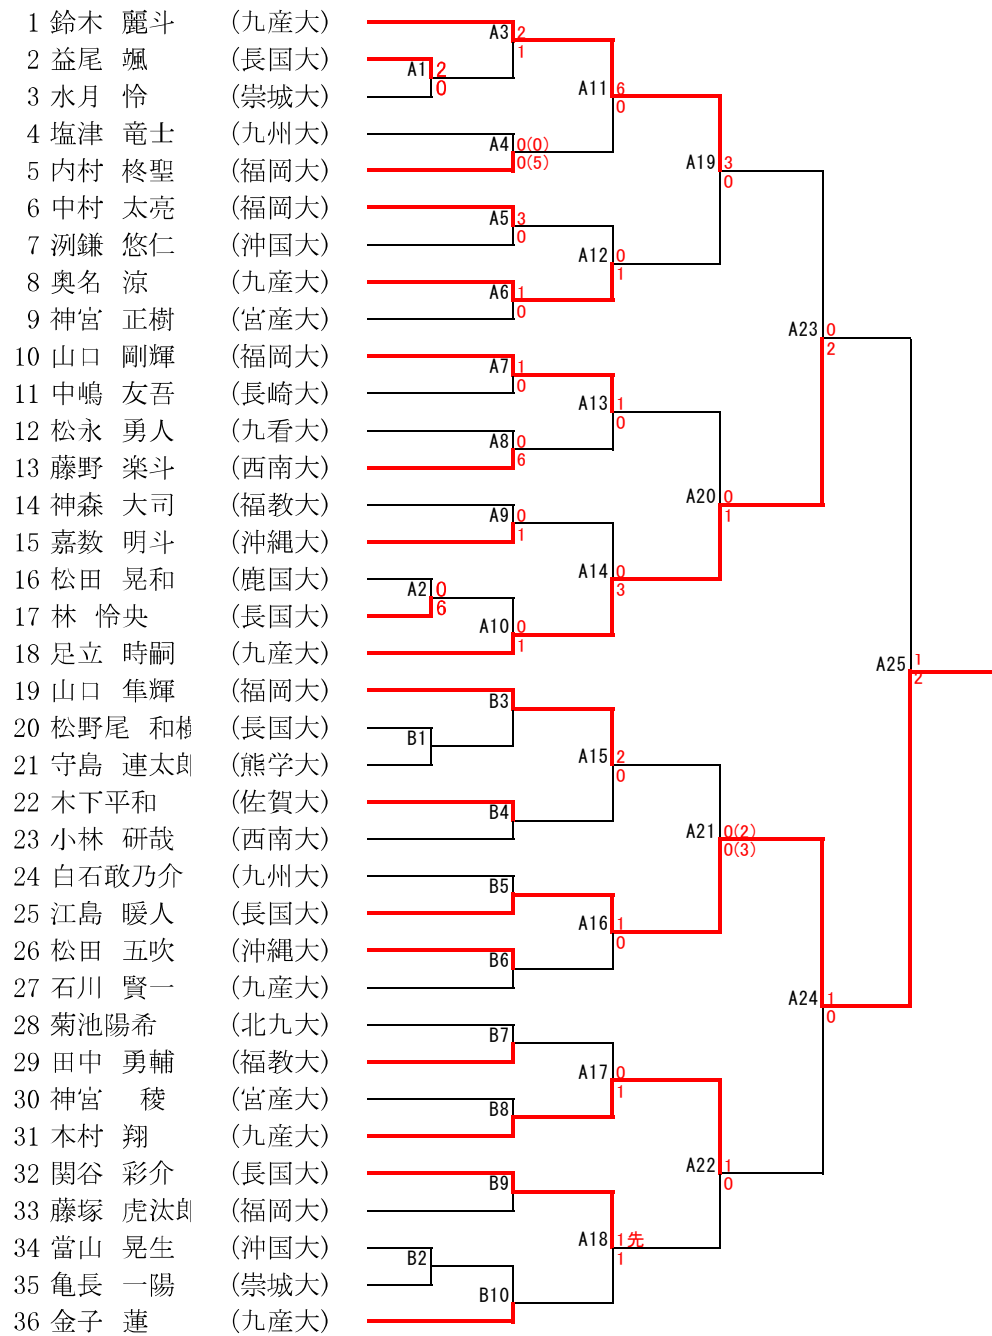 1 鈴木 麗斗 (九産大)
2 益尾 颯 (長国大)
3 水月 怜 (崇城大)
4 塩津 竜士 (九州大)
5 内村 柊聖 (福岡大)
6 中村 太亮 (福岡大)
7 洌鎌 悠仁 (沖国大)
8 奥名 涼 (九産大)
9 神宮 正樹 (宮産大)
10 山口 剛輝 (福岡大)
11 中嶋 友吾 (長崎大)
12 松永 勇人 (九看大)
13 藤野 楽斗 (西南大)
14 神森 大司 (福教大)
15 嘉数 明斗 (沖縄大)
16 松田 晃和 (鹿国大)
17 林 怜央 (長国大)
18 足立 時嗣 (九産大)
19 山口 隼輝 (福岡大)
20 松野尾 和樹 (長国大)
21 守島 連太郎 (熊学大)
22 木下平和 (佐賀大)
23 小林 研哉 (西南大)
24 白石敢乃介 (九州大)
25 江島 暖人 (長国大)
26 松田 五吹 (沖縄大)
27 石川 賢一 (九産大)
28 菊池陽希 (北九大)
29 田中 勇輔 (福教大)
30 神宮 稜 (宮産大)
31 木村 翔 (九産大)
32 関谷 彩介 (長国大)
33 藤塚 虎汰郎 (福岡大)
34 當山 晃生 (沖国大)
35 亀長 一陽 (崇城大)
36 金子 蓮 (九産大)
A1 2
0
A2 0
6
B1
B2
A3 2
1
A4 0(0)
0(5)
A5 3
0
A6 1
0
A7 1
0
A8 0
6
A9 0
1
A10 0
1
B3
B4
B5
B6
B7
B8
B9
B10
A11 6
0
A12 0
1
A13 1
0
A14 0
3
A15 2
0
A16 1
0
A17 0
1
A18 1先
1
A19 3
0
A20 0
1
A21 0(2)
0(3)
A22 1
0
A23 0
2
A24 1
0
A25 1
2